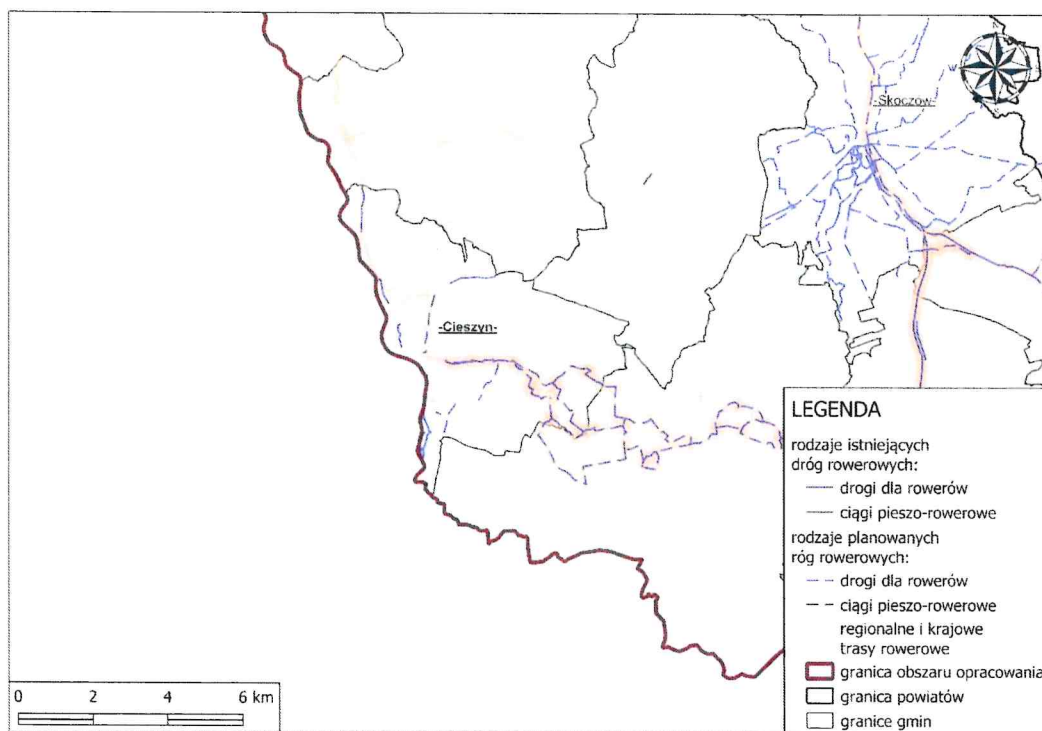 -Skoczów-
-Cieszyn-
LEGENDA
rodzaje istniejących
dróg rowerowych:
drogi dla rowerów
ciągi pieszo-rowerowe
rodzaje planowanych
róg rowerowych:
drogi dla rowerów
ciągi pieszo-rowerowe
regionalne i krajowe
trasy rowerowe
granica obszaru opracowania
granica powiatów
granice gmin
0 2 4 6 km